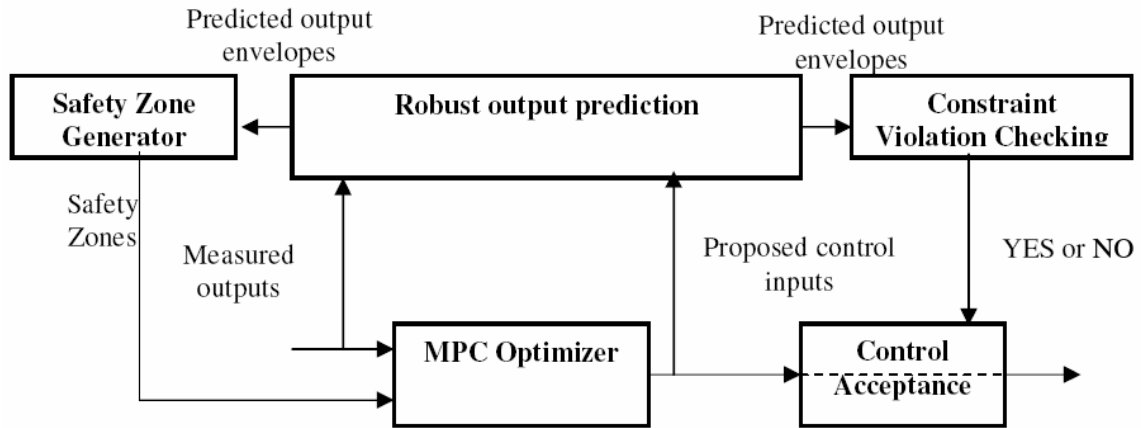 Predicted output
envelopes
Predicted output
envelopes
Safety Zone
Generator
Robust output prediction
Constraint
Violation Checking
Safety
Zones
Measured
outputs
Proposed control
inputs
YES or NO
MPC Optimizer
Control
Acceptance